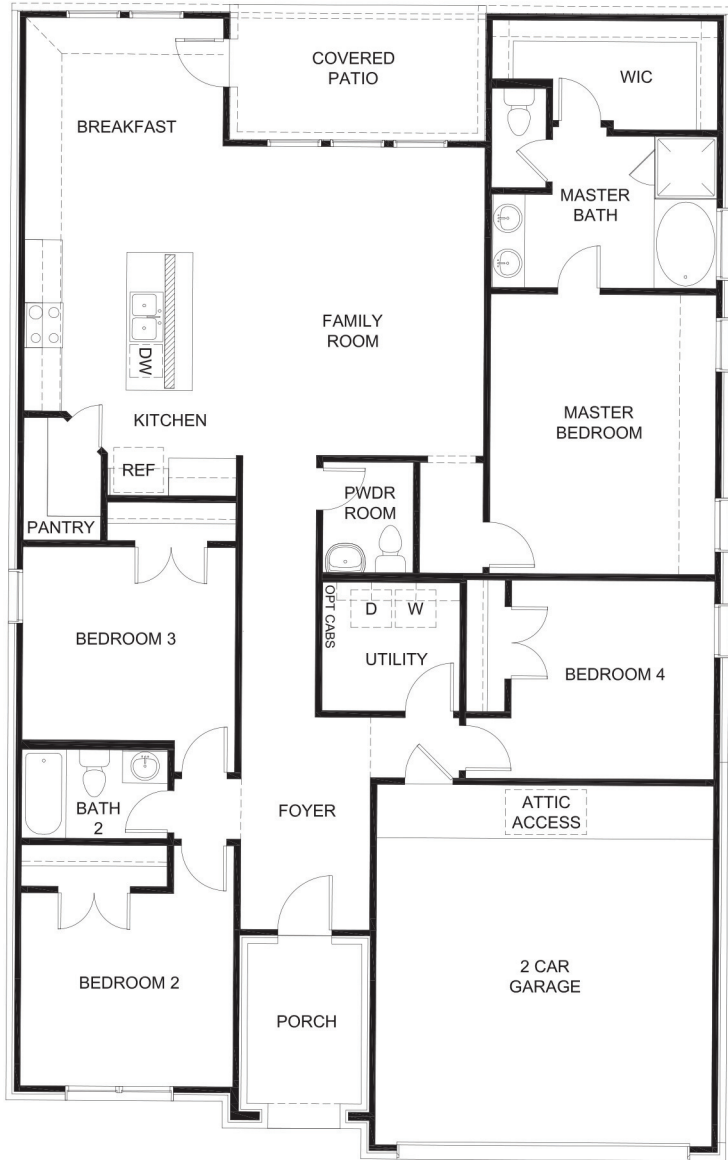 COVERED
PATIO
WIC
BREAKFAST
MASTER
BATH
FAMILY
ROOM
DW
KITCHEN
MASTER
BEDROOM
REF
PWDR
ROOM
PANTRY
OPT CABS
D
W
BEDROOM 3
UTILITY
BEDROOM 4
BATH
2
FOYER
ATTIC
ACCESS
BEDROOM 2
2 CAR
GARAGE
PORCH